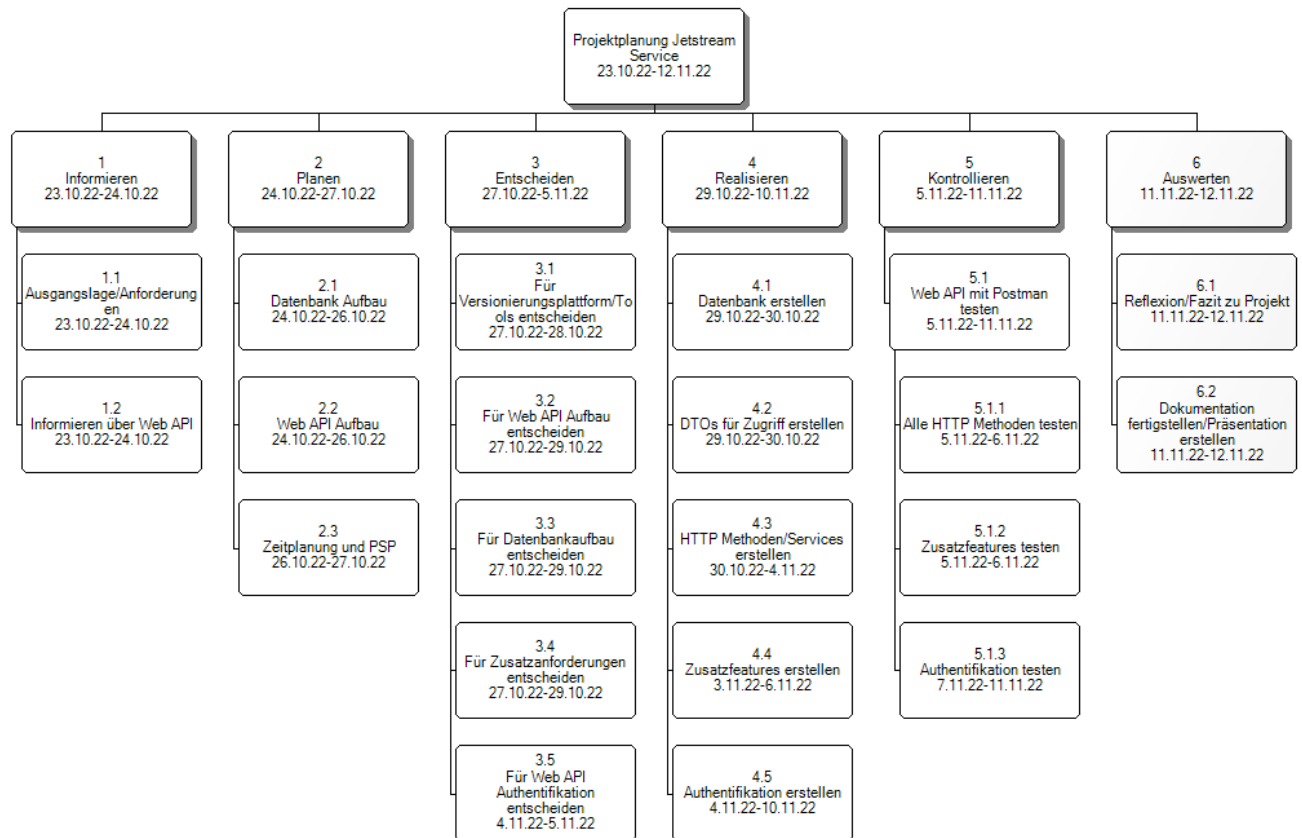 Projektplanung Jetstream
Service
23.10.22-12.11.22
1
Informieren
23.10.22-24.10.22
2
Planen
24.10.22-27.10.22
3
Entscheiden
27.10.22-5.11.22
4
Realisieren
29.10.22-10.11.22
5
Kontrollieren
5.11.22-11.11.22
6
Auswerten
11.11.22-12.11.22
1.1
Ausgangslage/Anforderung
en
23.10.22-24.10.22
1.2
Informieren über Web API
23.10.22-24.10.22
2.1
Datenbank Aufbau
24.10.22-26.10.22
2.2
Web API Aufbau
24.10.22-26.10.22
2.3
Zeitplanung und PSP
26.10.22-27.10.22
3.1
Für
Versionierungsplattform/To
ols entscheiden
27.10.22-28.10.22
3.2
Für Web API Aufbau
entscheiden
27.10.22-29.10.22
3.3
Für Datenbankaufbau
entscheiden
27.10.22-29.10.22
3.4
Für Zusatzanforderungen
entscheiden
27.10.22-29.10.22
3.5
Für Web API
Authentifikation
entscheiden
4.11.22-5.11.22
4.1
Datenbank erstellen
29.10.22-30.10.22
4.2
DTOs für Zugriff erstellen
29.10.22-30.10.22
4.3
HTTP Methoden/Services
erstellen
30.10.22-4.11.22
4.4
Zusatzfeatures erstellen
3.11.22-6.11.22
4.5
Authentifikation erstellen
4.11.22-10.11.22
5.1
Web API mit Postman
testen
5.11.22-11.11.22
5.1.1
Alle HTTP Methoden testen
5.11.22-6.11.22
5.1.2
Zusatzfeatures testen
5.11.22-6.11.22
5.1.3
Authentifikation testen
7.11.22-11.11.22
6.1
Reflexion/Fazit zu Projekt
11.11.22-12.11.22
6.2
Dokumentation
fertigstellen/Präsentation
erstellen
11.11.22-12.11.22